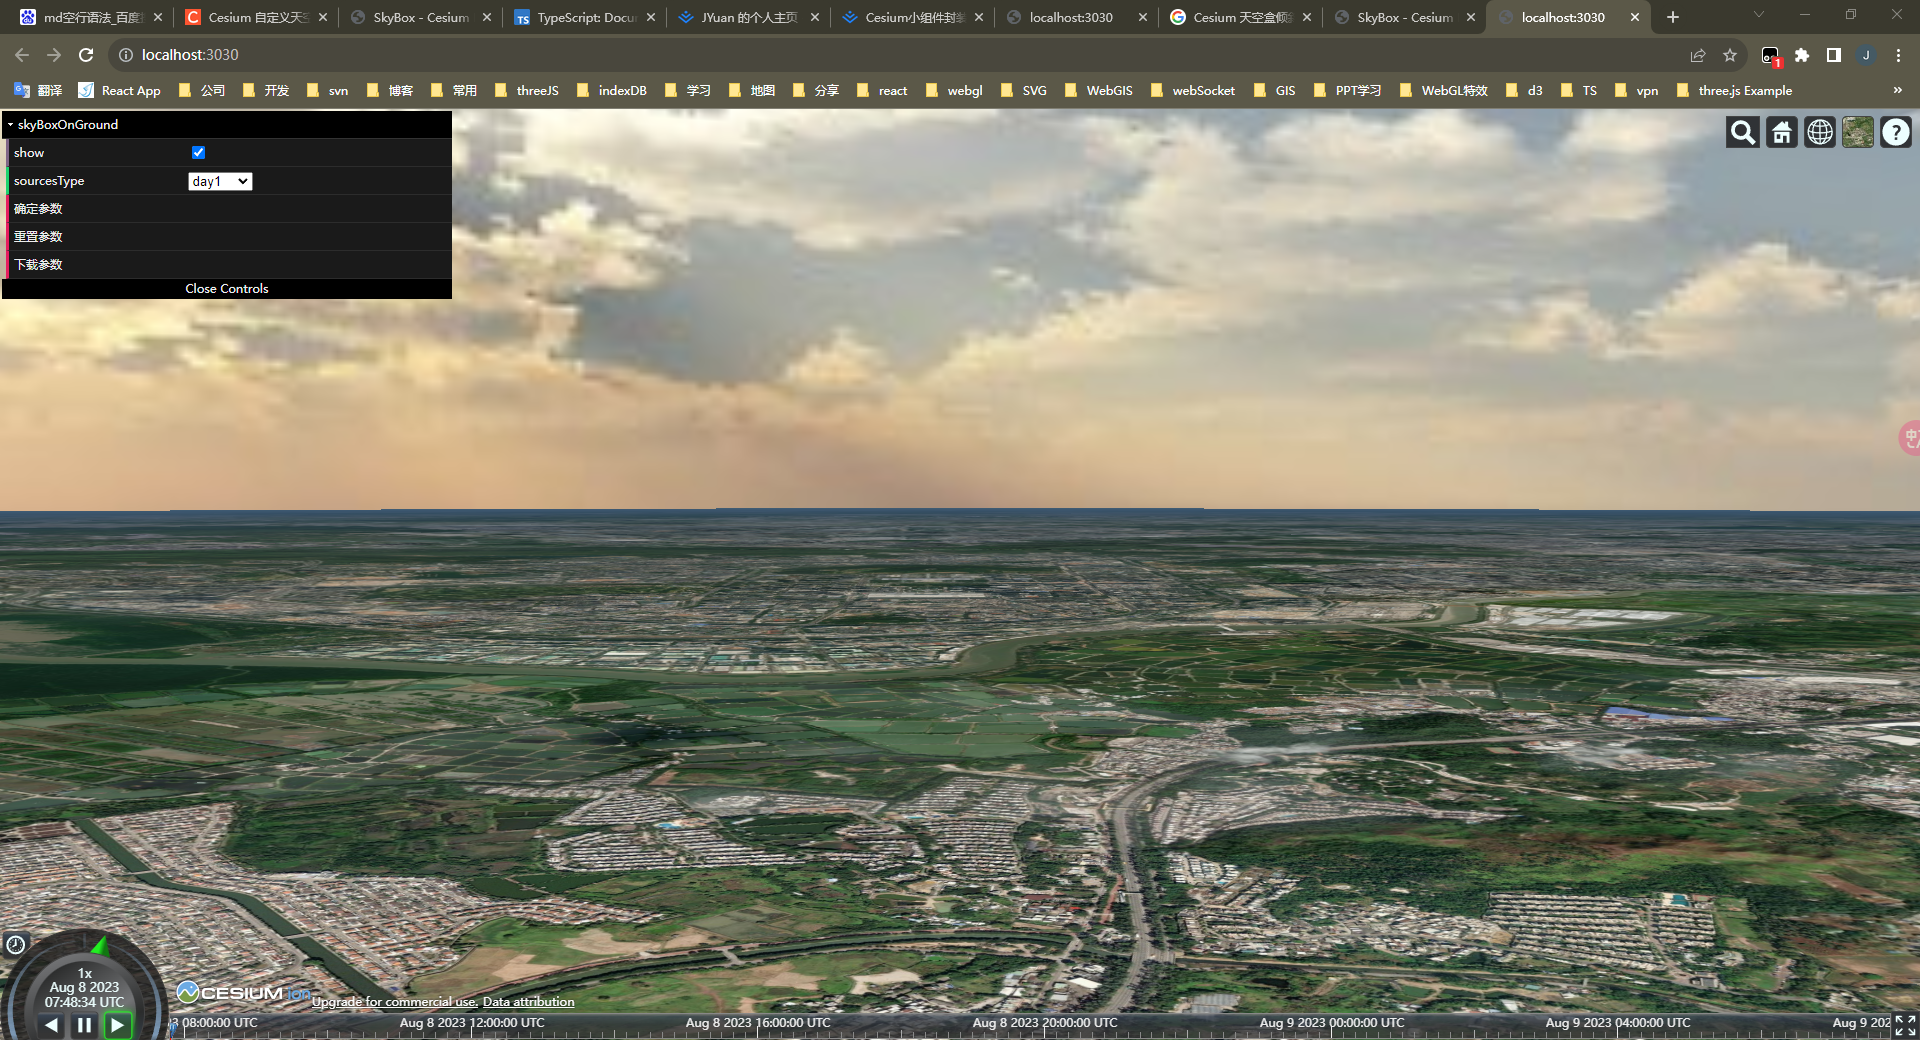 md空行语法_百度
Cesium 自定义天
SkyBox - Cesium
TypeScript: Docu
JYuan 的个人主页
Cesium小组件封装
localhost:3030
Cesium 天空盒倾
SkyBox - Cesium
localhost:3030
localhost:3030
1
J
翻译
React App
公司
开发
svn
博客
常用
threeJS
indexDB
学习
地图
分享
react
webgl
SVG
WebGIS
webSocket
GIS
PPT学习
WebGL特效
d3
TS
vpn
three.js Example
skyBoxOnGround
show
sourcesType
day1
确定参数
重置参数
下载参数
Close Controls
中
1x
Aug 8 2023
07:48:34 UTC
CESIUM ion
Upgrade for commercial use. Data attribution
3 08:00:00 UTC
Aug 8 2023 12:00:00 UTC
Aug 8 2023 16:00:00 UTC
Aug 8 2023 20:00:00 UTC
Aug 9 2023 00:00:00 UTC
Aug 9 2023 04:00:00 UTC
Aug 9 202